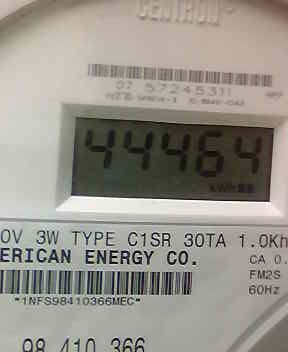 CENTRON
07 57245311
44464
kWh
0V 3W TYPE C1SR 30TA 1.0Kh
ERICAN ENERGY CO.
CA 0.
FM2S
60Hz
*1NFS98410366MEC*
98 410 366